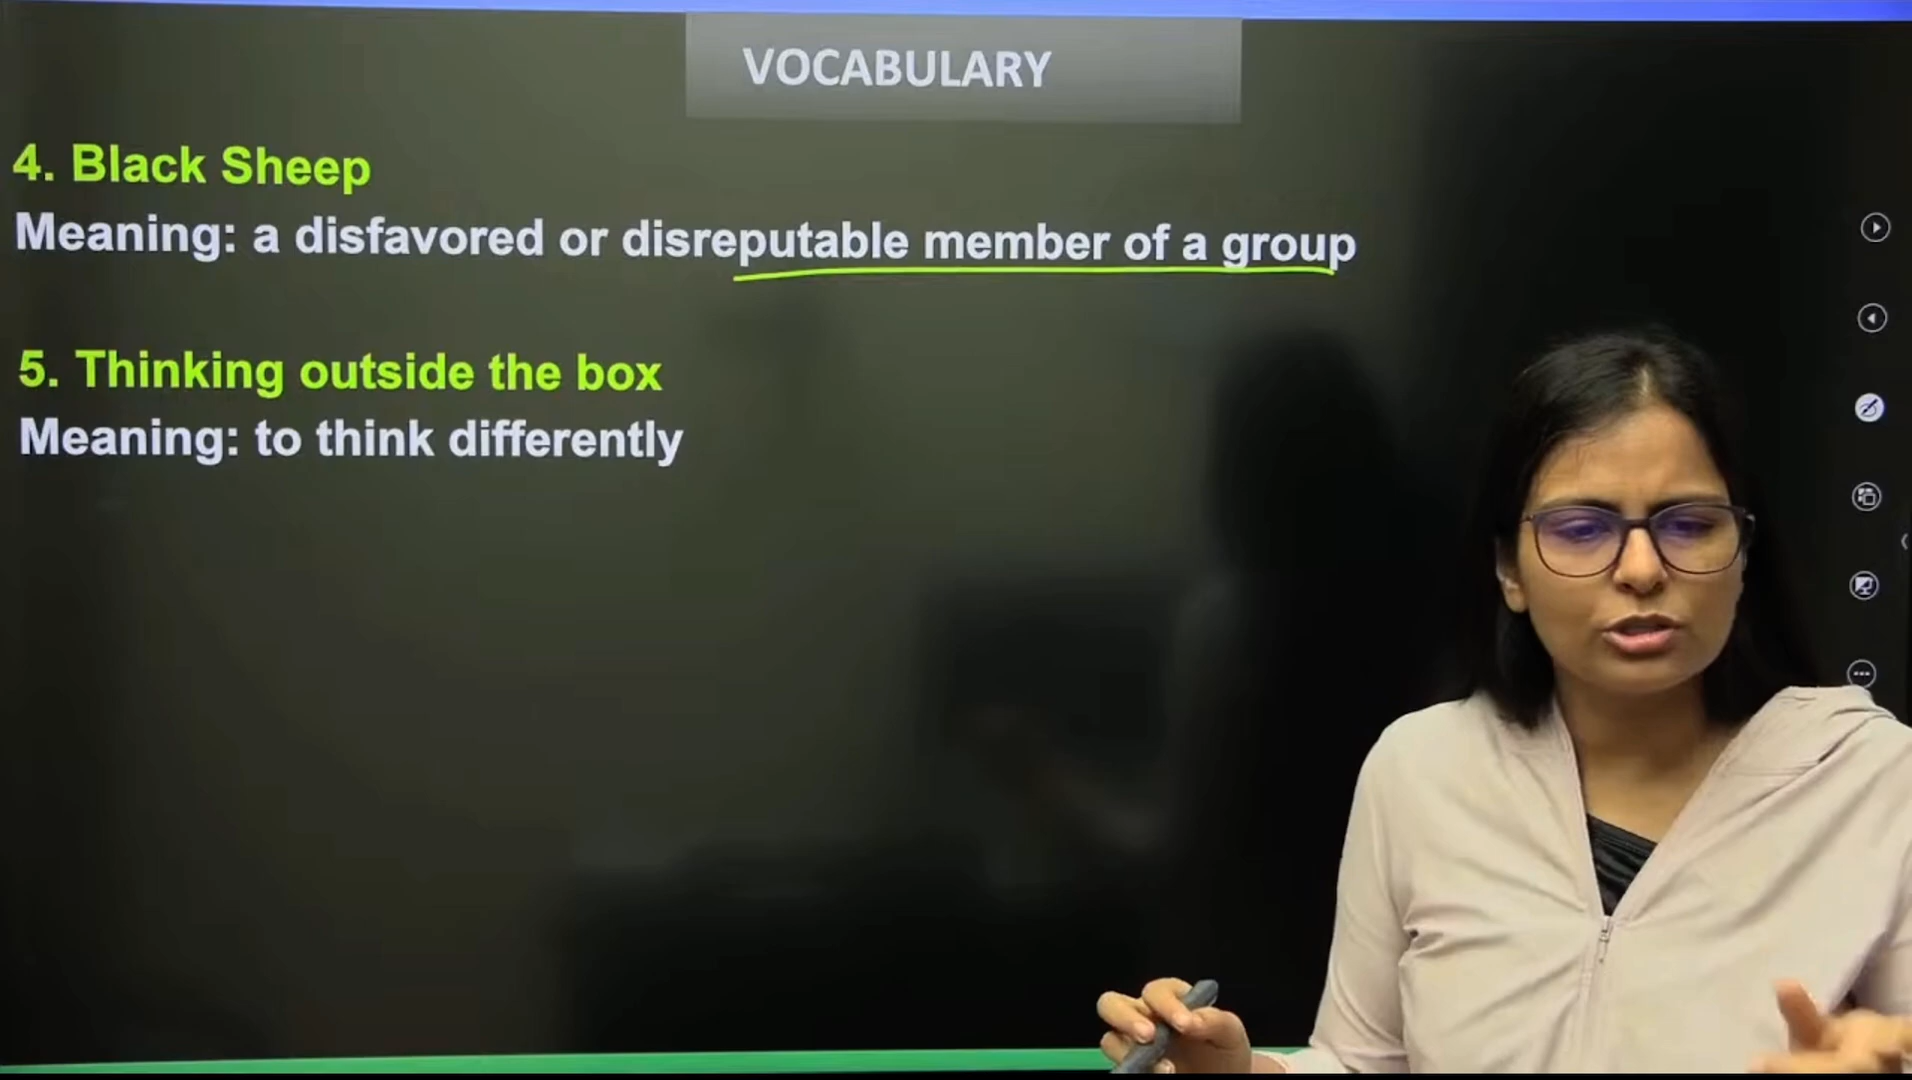 VOCABULARY
4. Black Sheep
Meaning: a disfavored or disreputable member of a group
5. Thinking outside the box
Meaning: to think differently